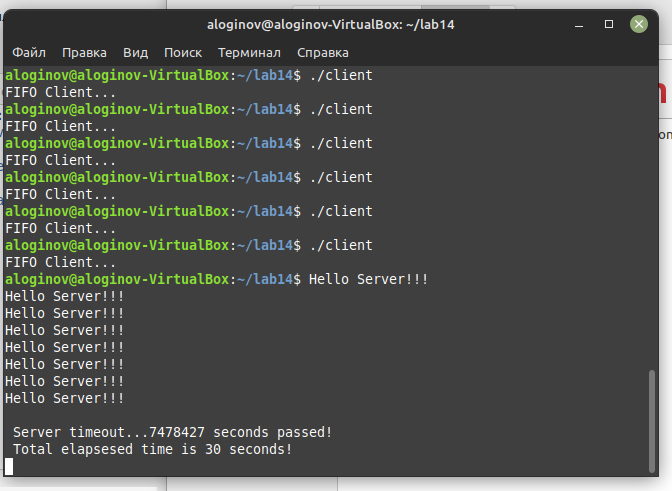 aloginov@aloginov-VirtualBox: ~/lab14
Файл Правка Вид Поиск Терминал Справка
aloginov@aloginov-VirtualBox:~/lab14$ ./client
FIFO Client...
aloginov@aloginov-VirtualBox:~/lab14$ ./client
FIFO Client...
aloginov@aloginov-VirtualBox:~/lab14$ ./client
FIFO Client...
aloginov@aloginov-VirtualBox:~/lab14$ ./client
FIFO Client...
aloginov@aloginov-VirtualBox:~/lab14$ ./client
FIFO Client...
aloginov@aloginov-VirtualBox:~/lab14$ ./client
FIFO Client...
aloginov@aloginov-VirtualBox:~/lab14$ Hello Server!!!
Hello Server!!!
Hello Server!!!
Hello Server!!!
Hello Server!!!
Hello Server!!!
Hello Server!!!
Hello Server!!!
Server timeout...7478427 seconds passed!
Total elapsesed time is 30 seconds!